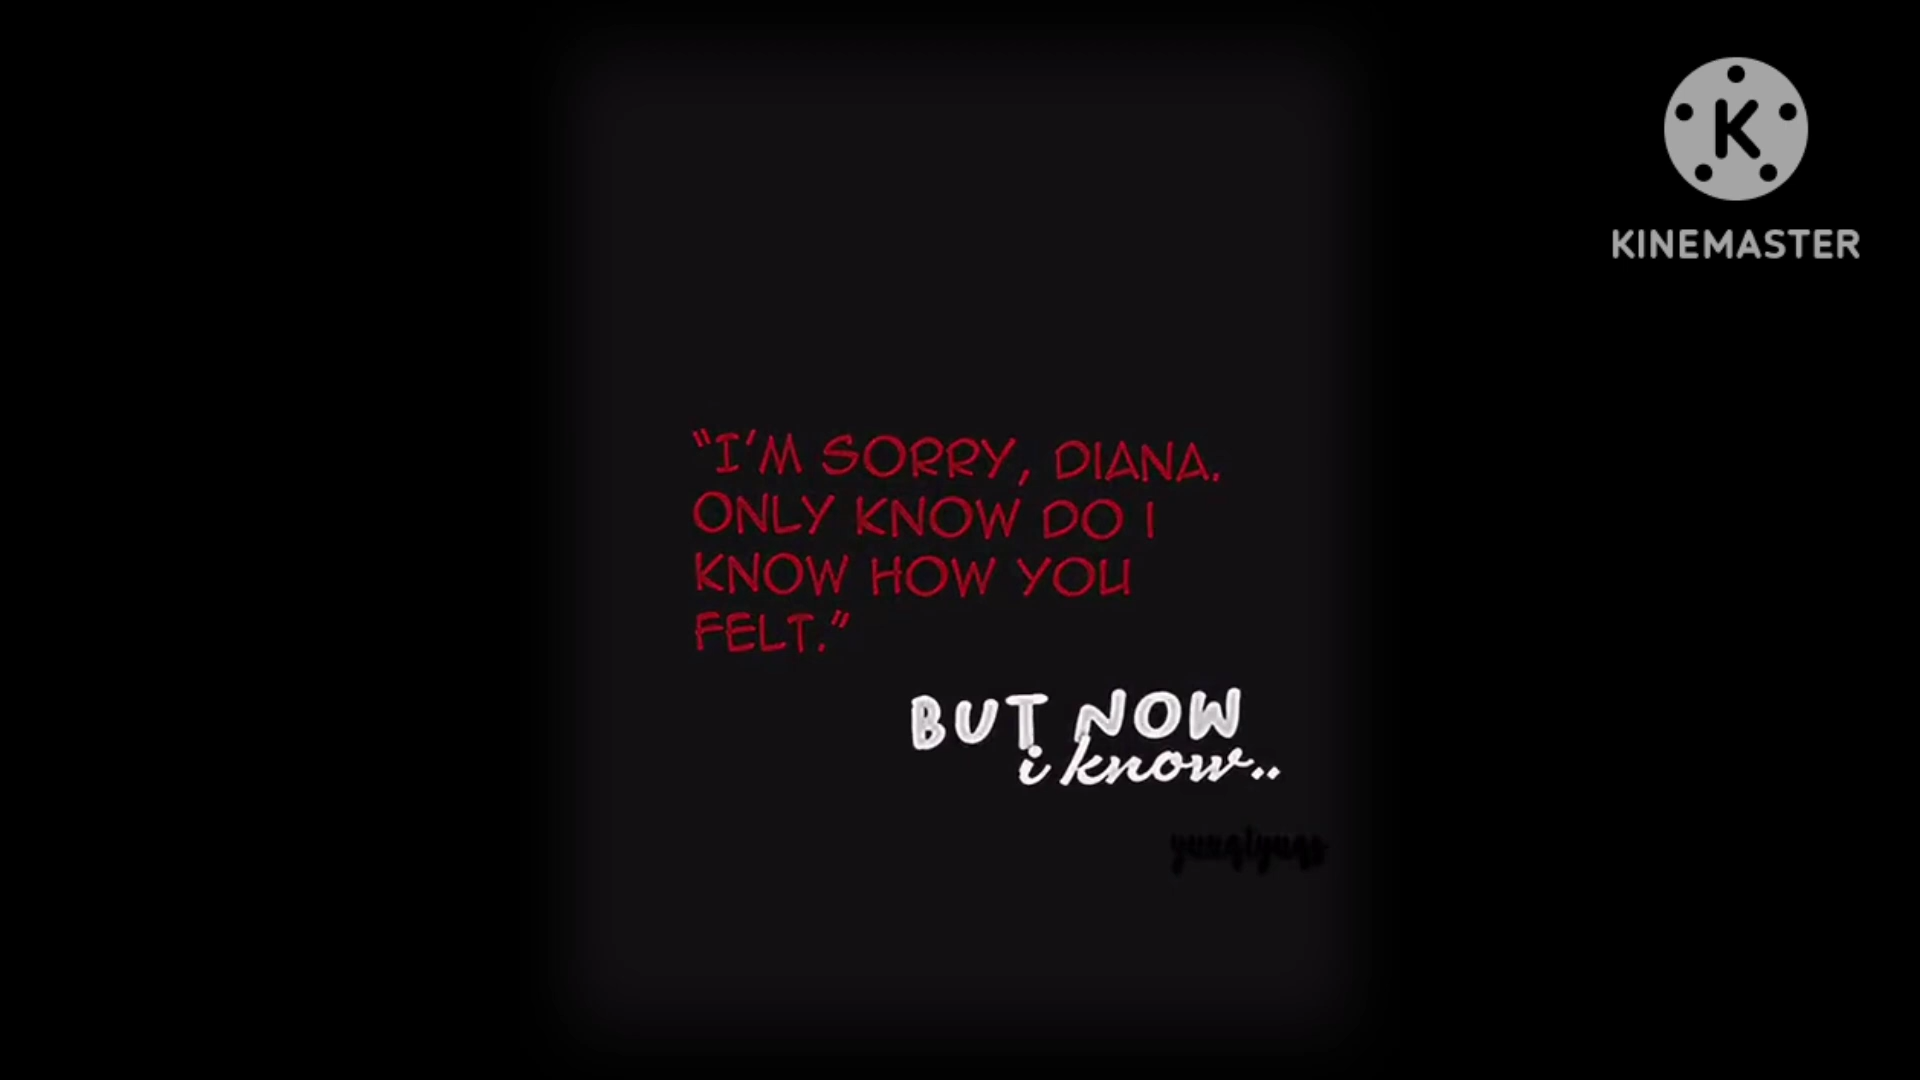 K
KINEMASTER
"I'M SORRY, DIANA.
ONLY KNOW DO I
KNOW HOW YOU
FELT."
BUT NOW
i know..